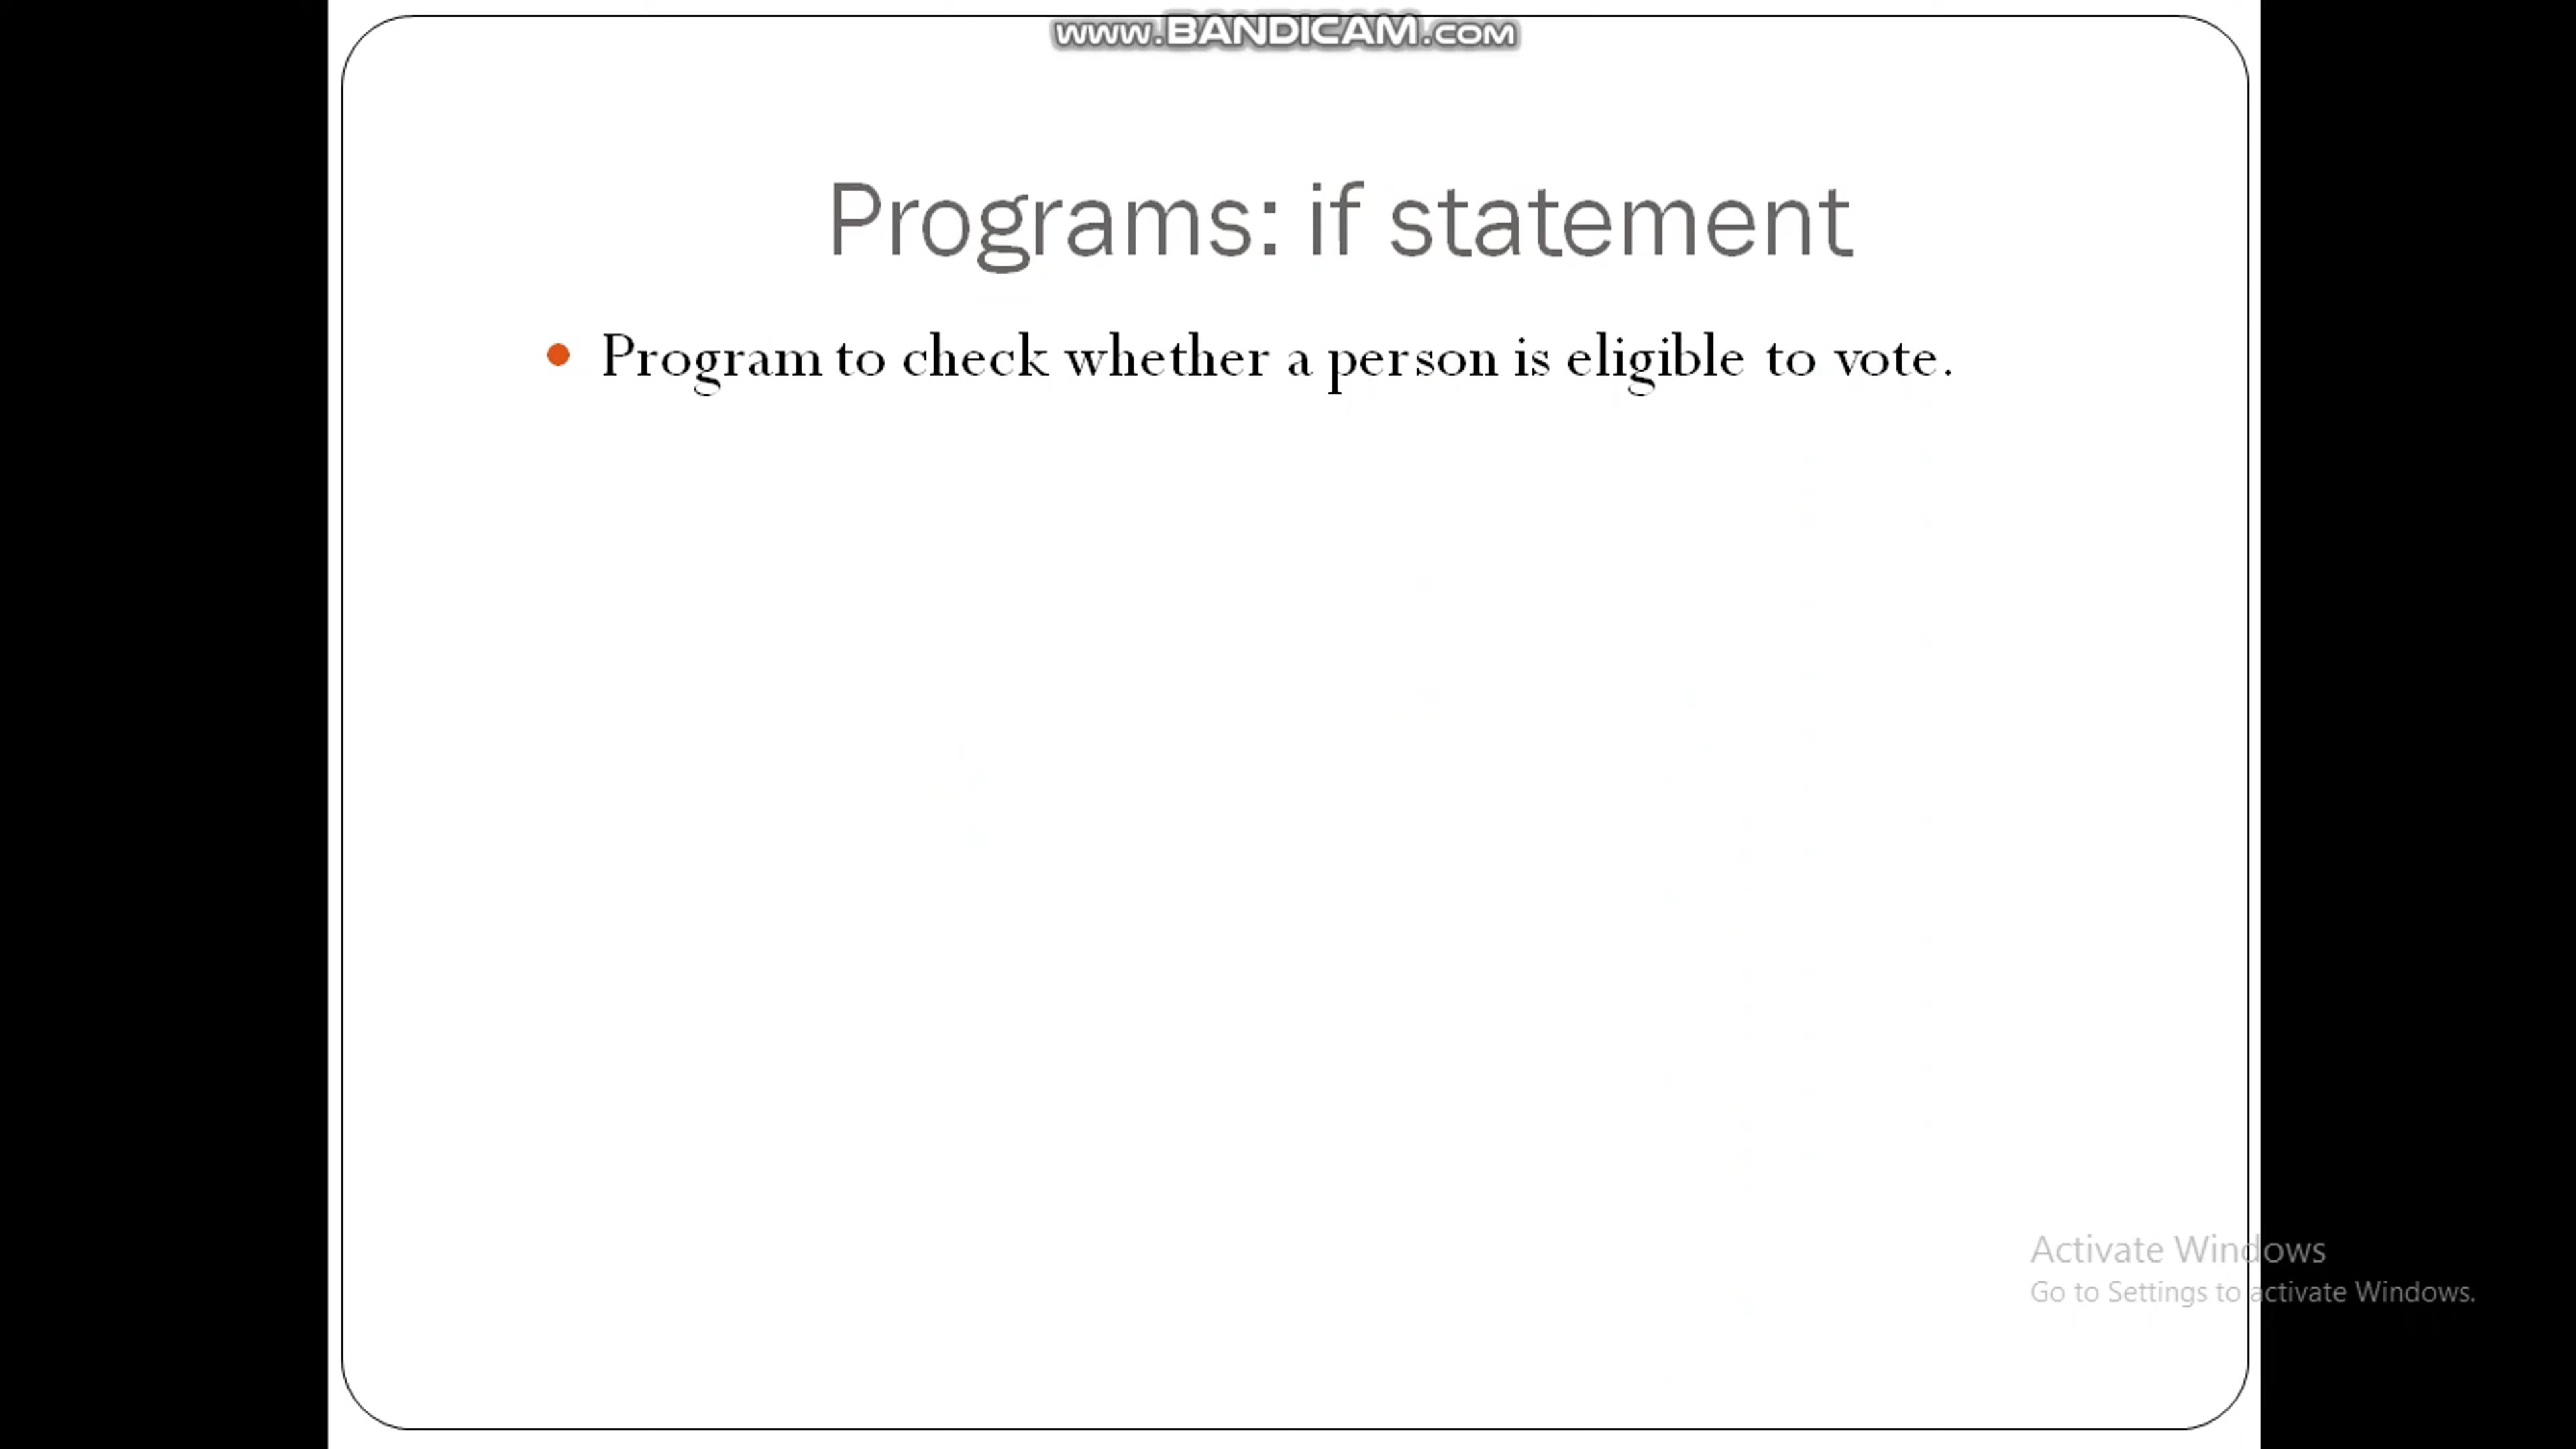 www.BANDICAM.com
Programs: if statement
• Program to check whether a person is eligible to vote.
Activate Windows
Go to Settings to activate Windows.